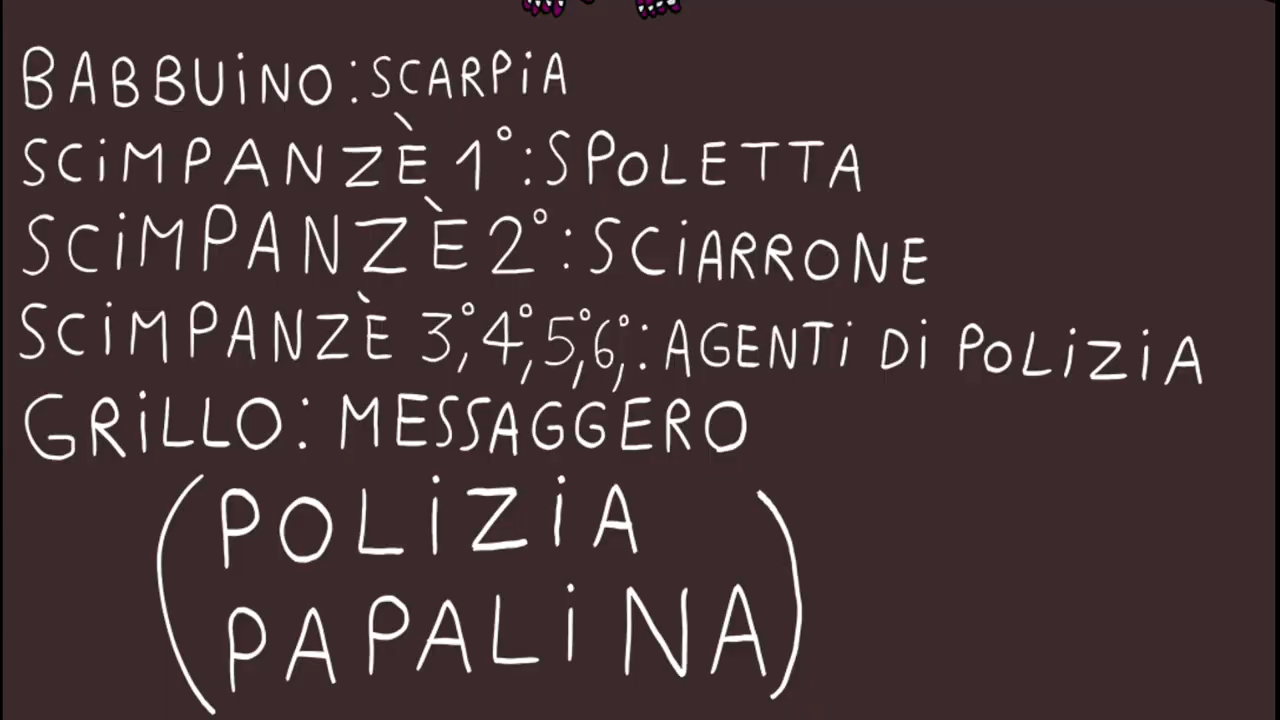 BABBUiNO:SCARPiA
SCiMPANZÈ 1°:SPOLETTA
SCiMPANZÈ 2°:SCiARRONE
SCiMPANZÈ 3°,4°,5°,6°,:AGENTi Di POLiZiA
GRiLLO: MESSAGGERO
(POLiZiA
PAPALiNA)